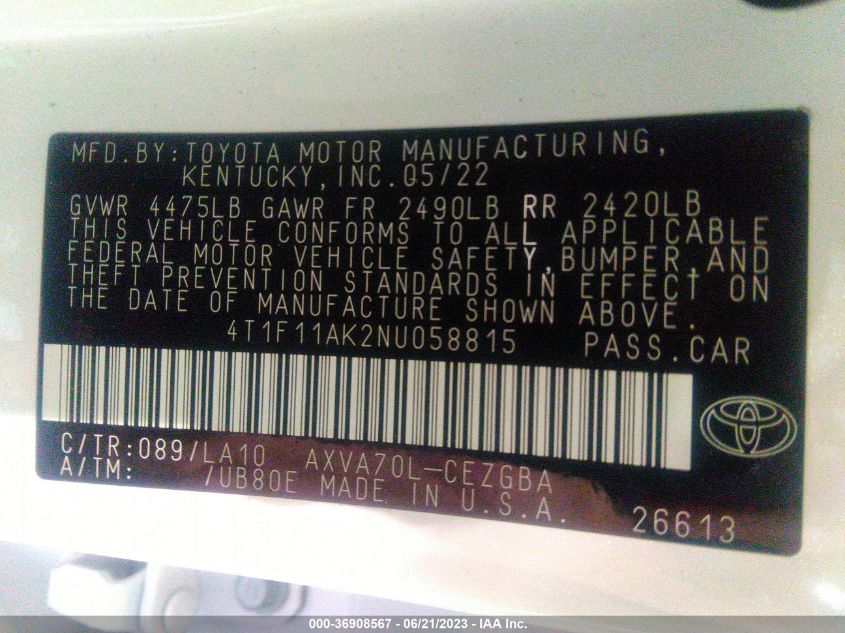 MFD.BY:TOYOTA MOTOR MANUFACTURING,
KENTUCKY,INC.05/22
GVWR 4475LB GAWR FR 2490LB RR 2420LB
THIS VEHICLE CONFORMS TO ALL APPLICABLE
FEDERAL MOTOR VEHICLE SAFETY,BUMPER,AND
THEFT PREVENTION STANDARDS IN EFFECT ON
THE DATE OF MANUFACTURE SHOWN ABOVE.
4T1F11AK2NU058815 PASS.CAR
C/TR:089/LA10 AXVA70L-CEZGBA
A/TM: 7UB80E MADE IN U.S.A.
26613
000-36908567 - 06/21/2023 - IAA Inc.